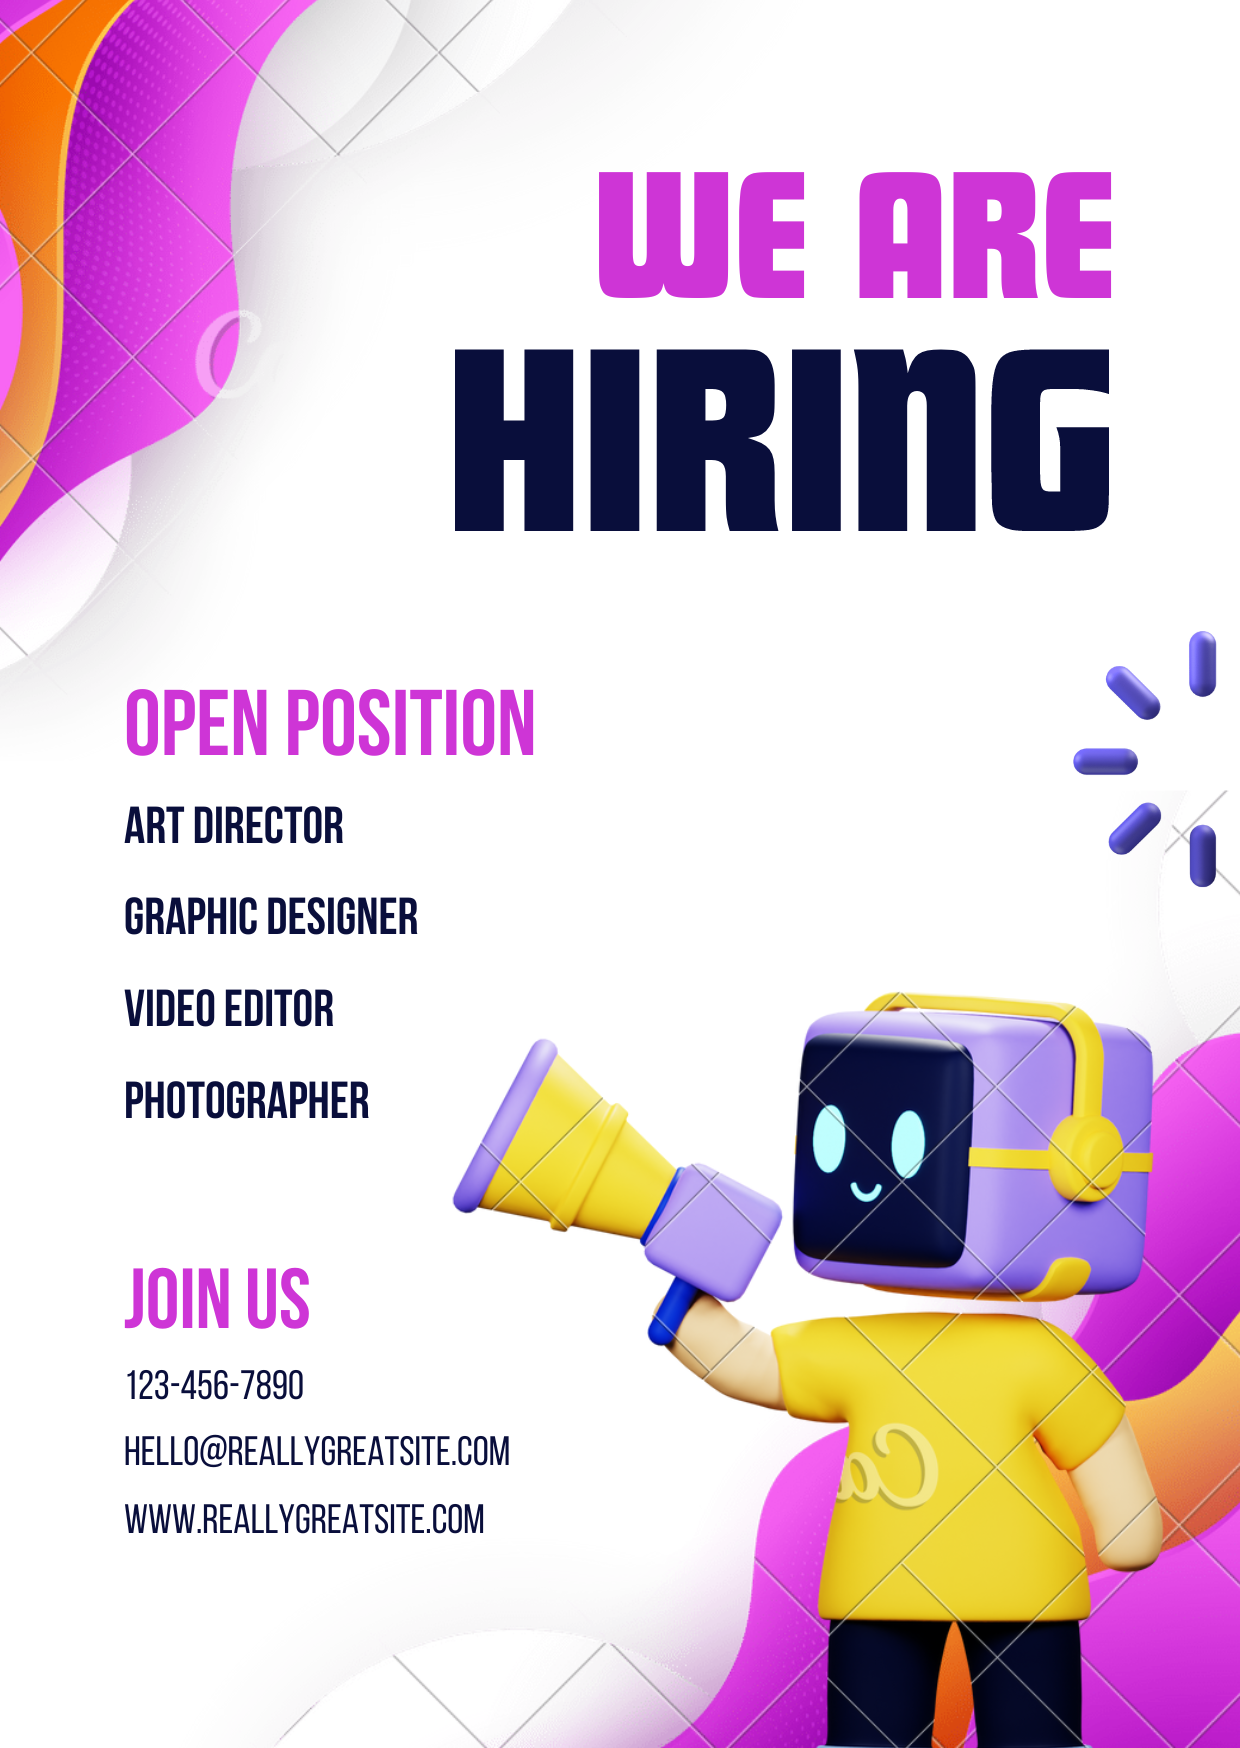 WE ARE
HIRING
OPEN POSITION
ART DIRECTOR
GRAPHIC DESIGNER
VIDEO EDITOR
PHOTOGRAPHER
JOIN US
123-456-7890
HELLO@REALLYGREATSITE.COM
WWW.REALLYGREATSITE.COM